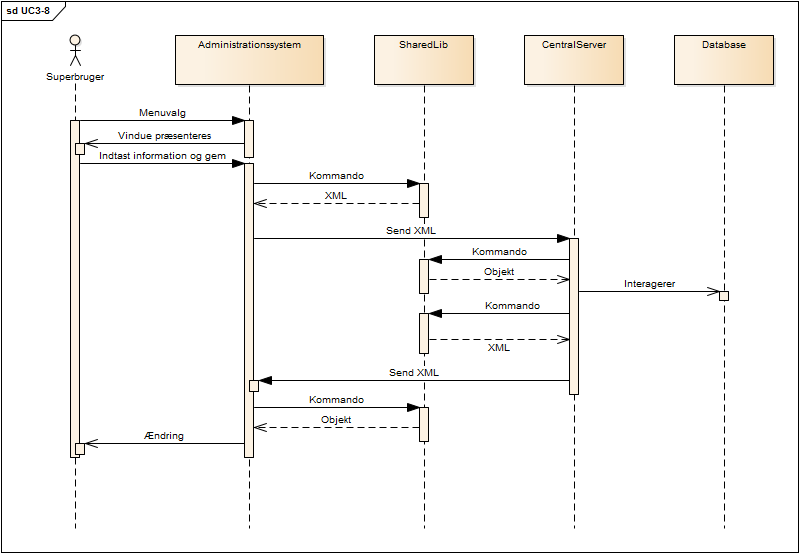 sd UC3-8
Administrationssystem
SharedLib
CentralServer
Database
Superbruger
Menuvalg
Vindue præsenteres
Indtast information og gem
Kommando
XML
Send XML
Kommando
Objekt
Interagerer
Kommando
XML
Send XML
Kommando
Objekt
Ændring